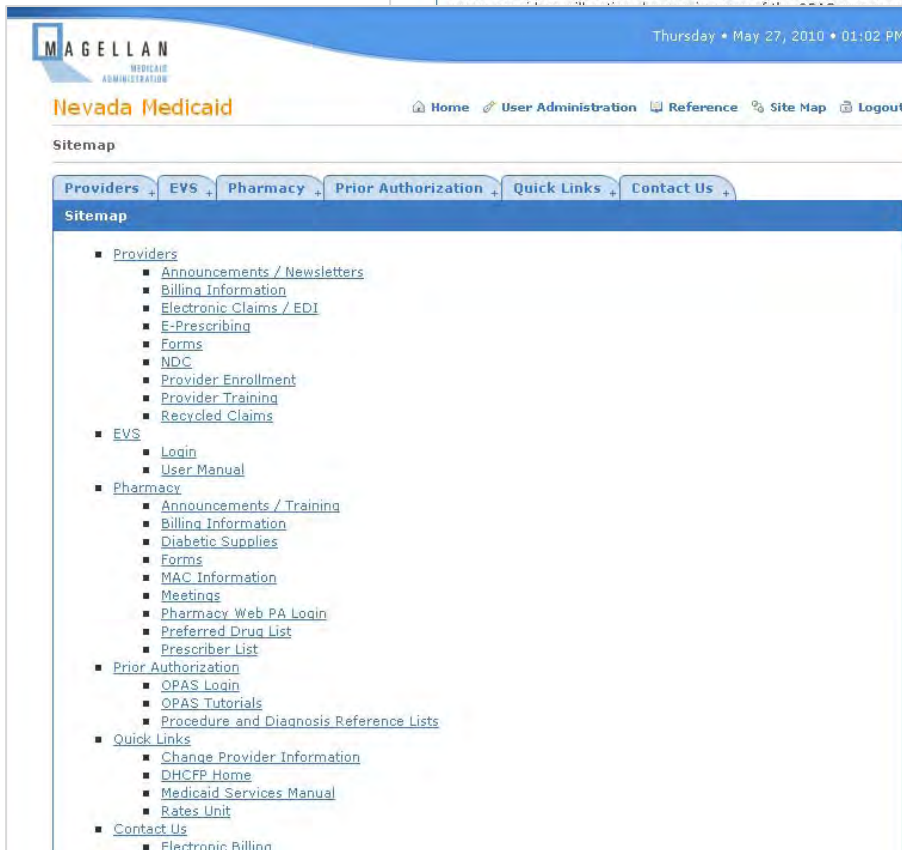 Thursday • May 27, 2010 • 01:02 PM
MAGELLAN
MEDICAID
ADMINISTRATION
Nevada Medicaid
Home User Administration Reference Site Map Logout
Sitemap
Providers + EVS + Pharmacy + Prior Authorization + Quick Links + Contact Us +
Sitemap
Providers
Announcements / Newsletters
Billing Information
Electronic Claims / EDI
E-Prescribing
Forms
NDC
Provider Enrollment
Provider Training
Recycled Claims
EVS
Login
User Manual
Pharmacy
Announcements / Training
Billing Information
Diabetic Supplies
Forms
MAC Information
Meetings
Pharmacy Web PA Login
Preferred Drug List
Prescriber List
Prior Authorization
OPAS Login
OPAS Tutorials
Procedure and Diagnosis Reference Lists
Quick Links
Change Provider Information
DHCFP Home
Medicaid Services Manual
Rates Unit
Contact Us
Electronic Billing